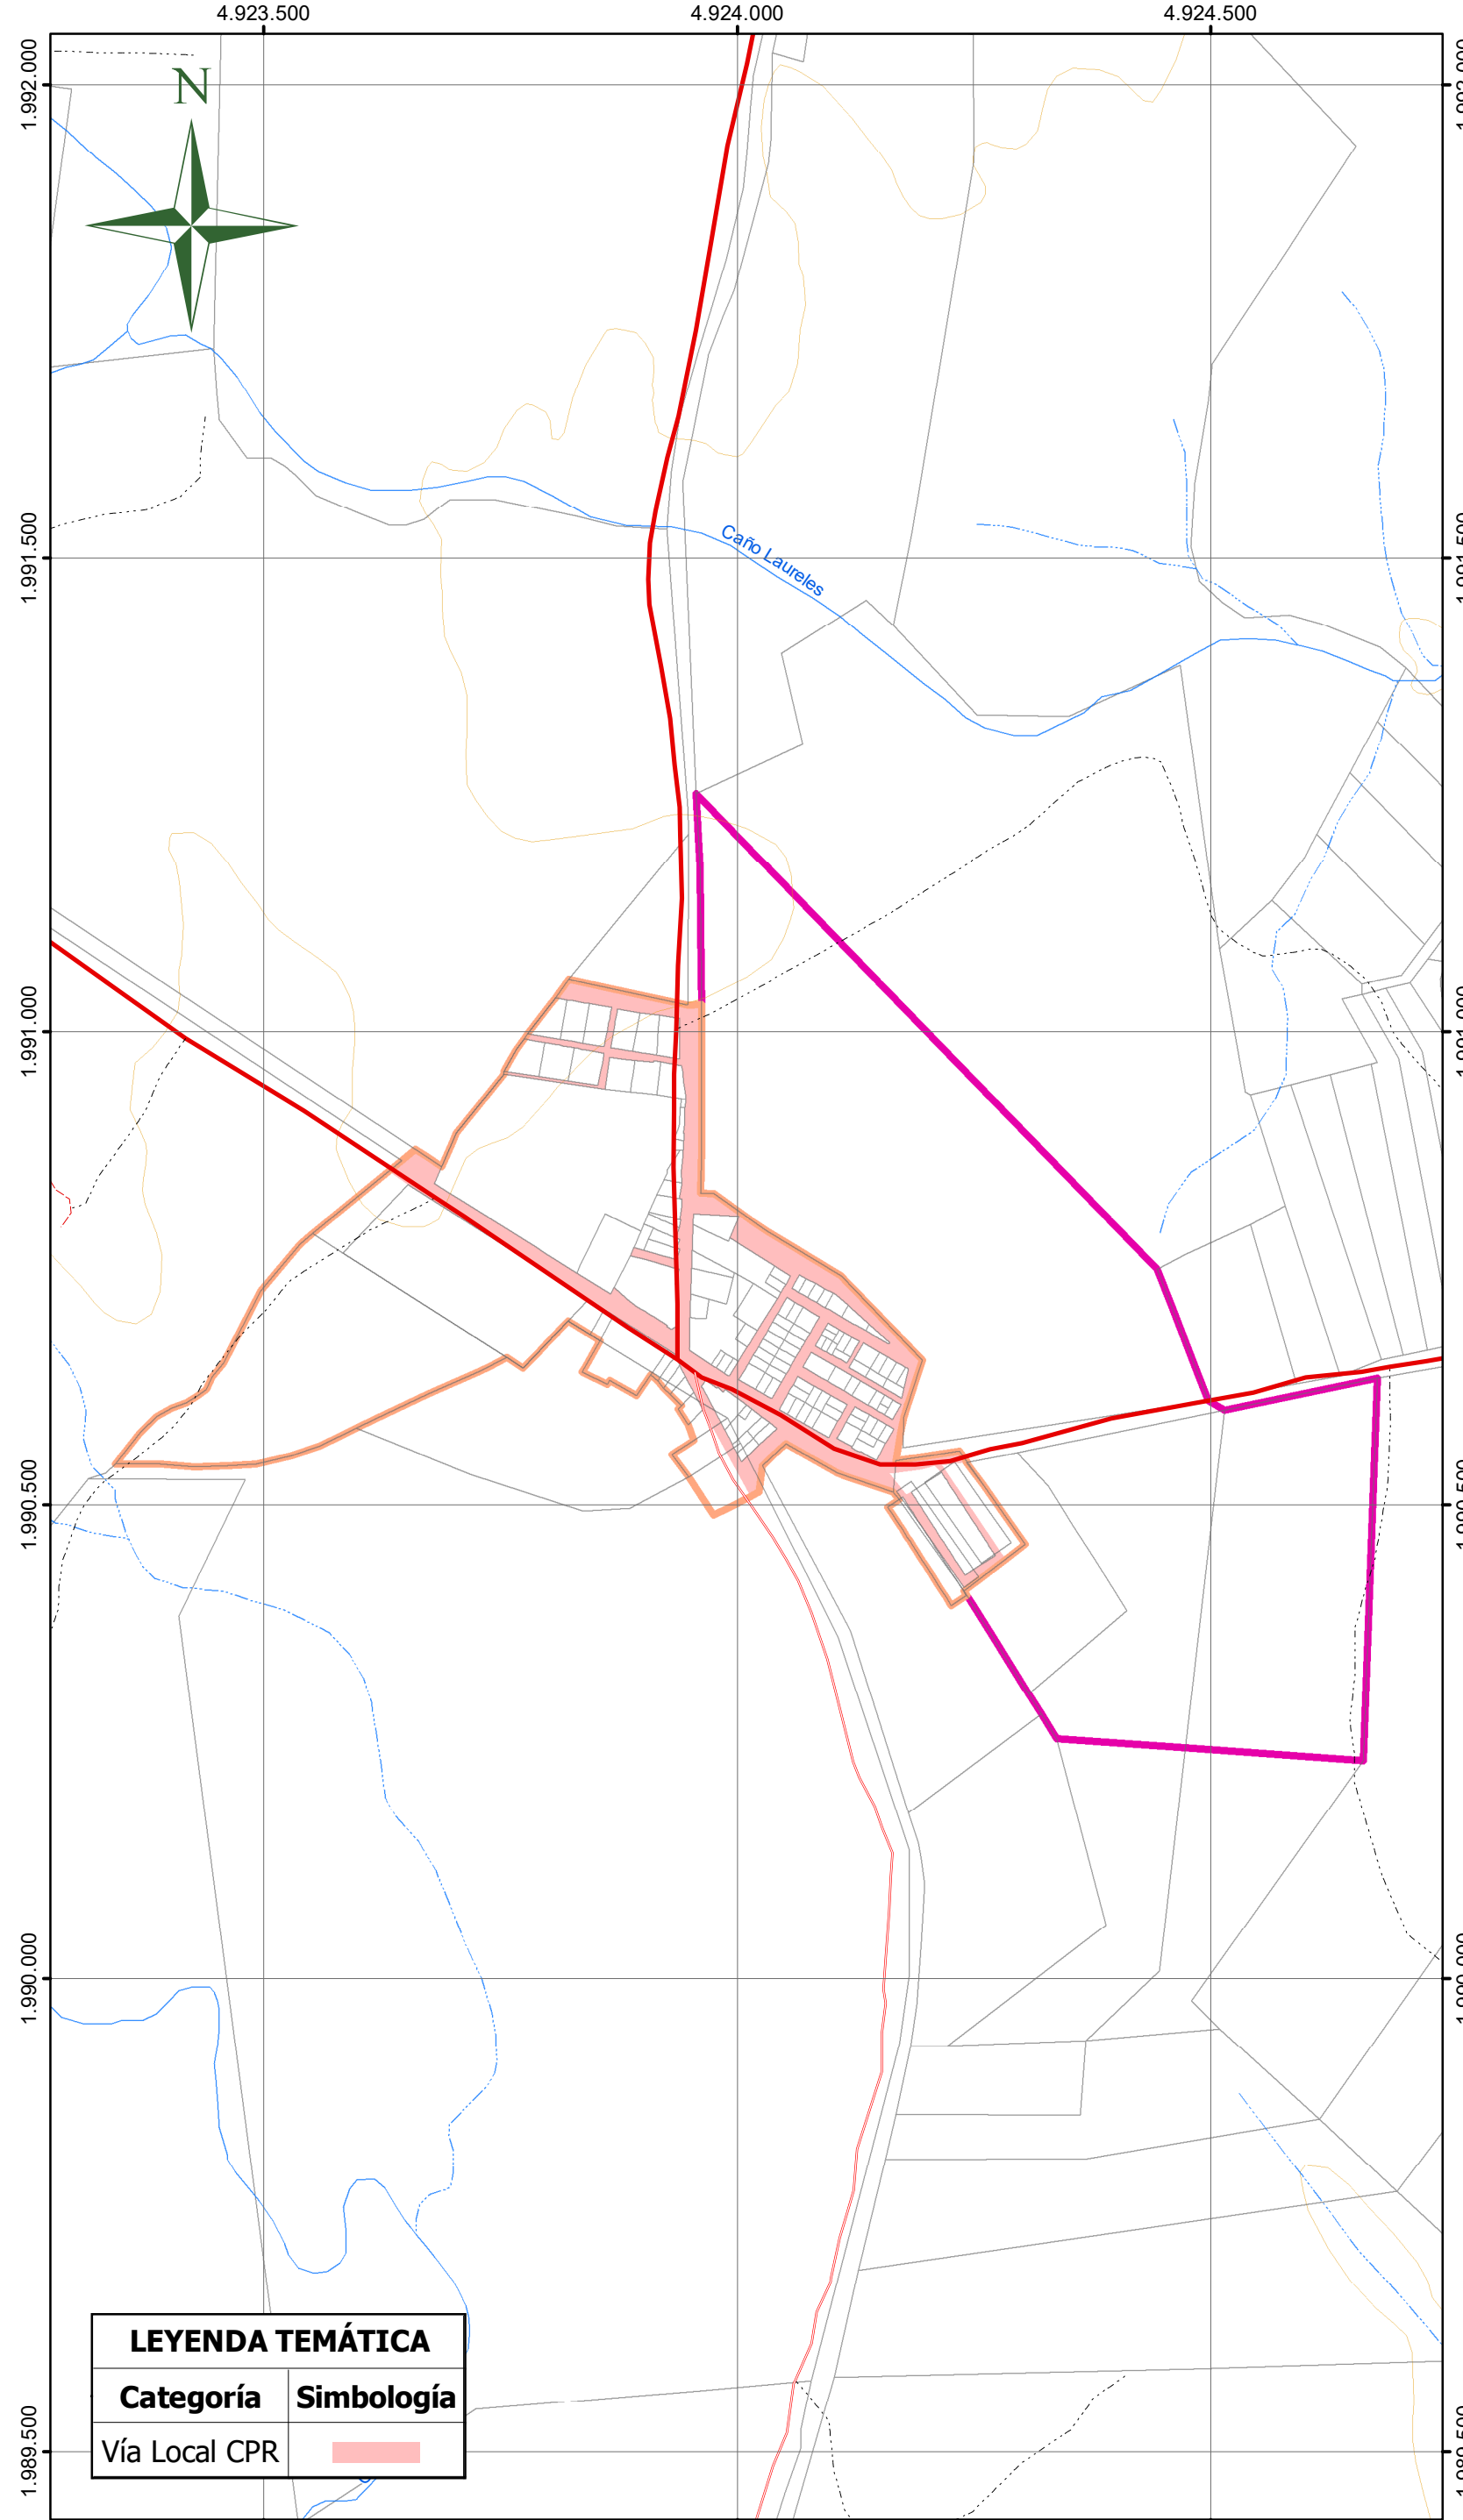 4.923.500 4.924.000 4.924.500
1.992.000
N
1.991.500
Caño Laureles
1.991.000
1.990.500
1.990.000
1.989.500
LEYENDA TEMÁTICA
Categoría Simbología
Vía Local CPR